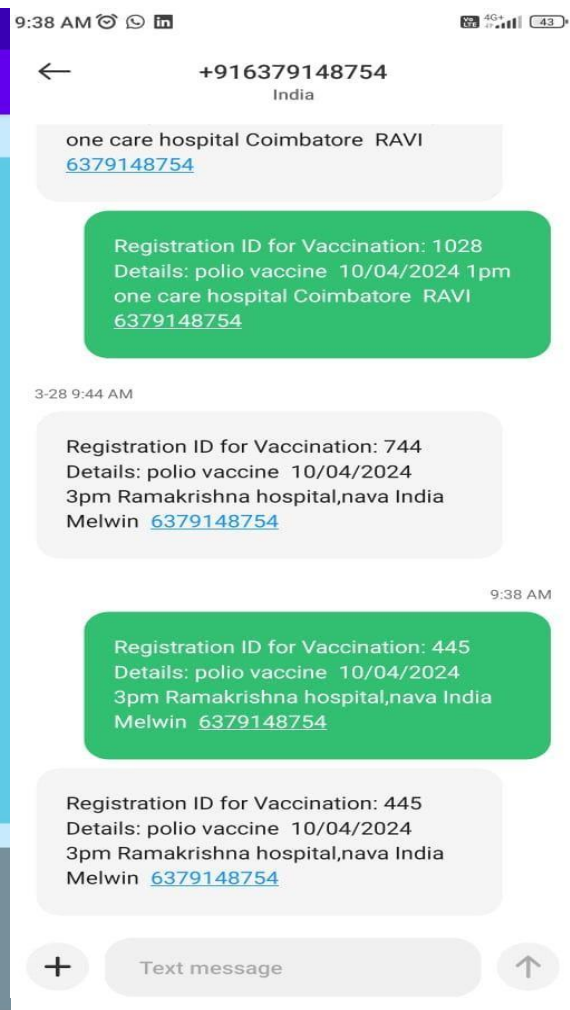 9:38 AM
Vo LTE 4G+ 43
+916379148754
India
one care hospital Coimbatore RAVI
6379148754
Registration ID for Vaccination: 1028
Details: polio vaccine 10/04/2024 1pm
one care hospital Coimbatore RAVI
6379148754
3-28 9:44 AM
Registration ID for Vaccination: 744
Details: polio vaccine 10/04/2024
3pm Ramakrishna hospital,nava India
Melwin 6379148754
9:38 AM
Registration ID for Vaccination: 445
Details: polio vaccine 10/04/2024
3pm Ramakrishna hospital,nava India
Melwin 6379148754
Registration ID for Vaccination: 445
Details: polio vaccine 10/04/2024
3pm Ramakrishna hospital,nava India
Melwin 6379148754
Text message